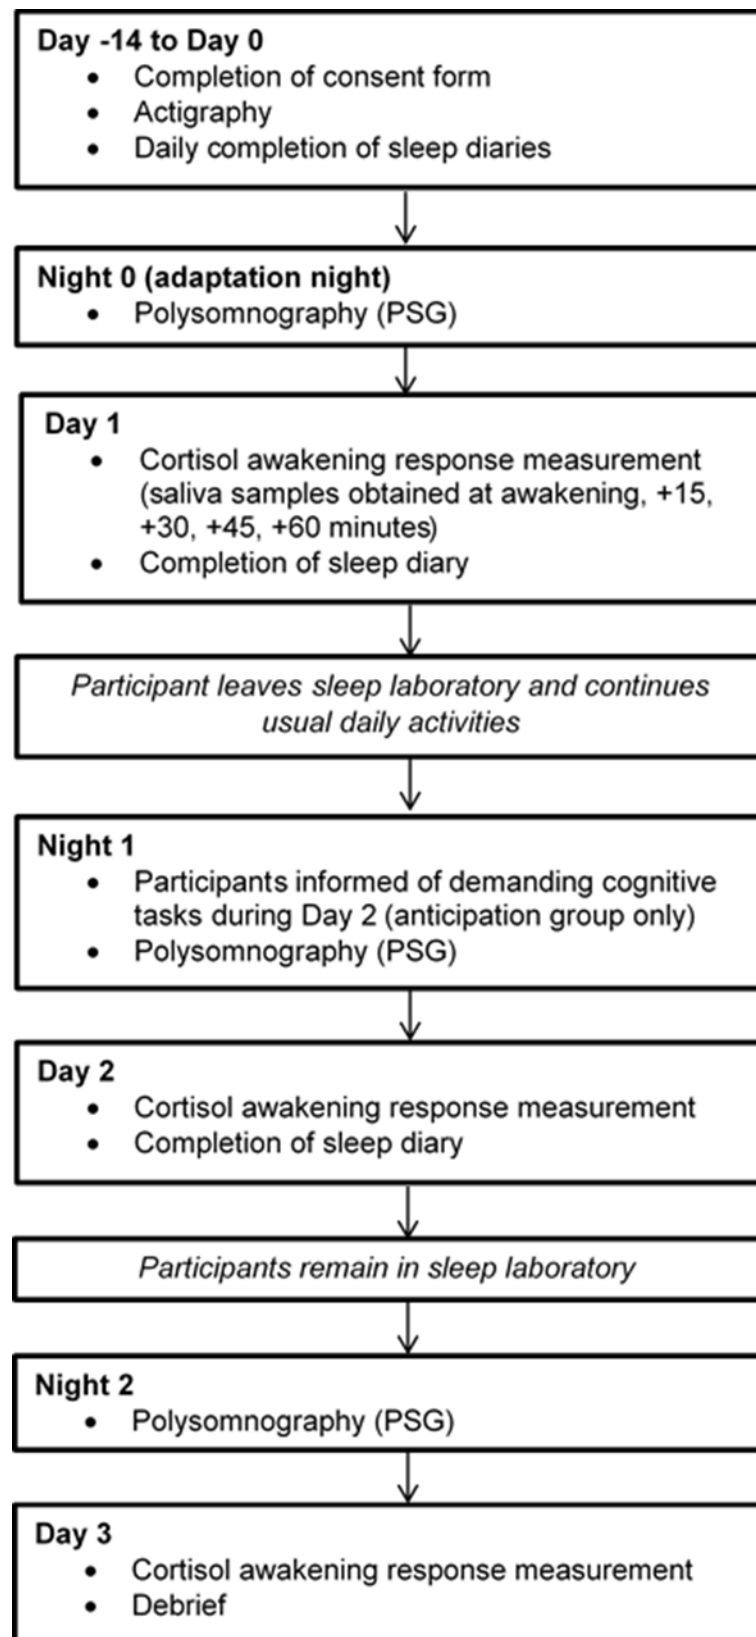 Day -14 to Day 0
• Completion of consent form
• Actigraphy
• Daily completion of sleep diaries
Night 0 (adaptation night)
• Polysomnography (PSG)
Day 1
• Cortisol awakening response measurement
(saliva samples obtained at awakening, +15,
+30, +45, +60 minutes)
• Completion of sleep diary
Participant leaves sleep laboratory and continues
usual daily activities
Night 1
• Participants informed of demanding cognitive
tasks during Day 2 (anticipation group only)
• Polysomnography (PSG)
Day 2
• Cortisol awakening response measurement
• Completion of sleep diary
Participants remain in sleep laboratory
Night 2
• Polysomnography (PSG)
Day 3
• Cortisol awakening response measurement
• Debrief